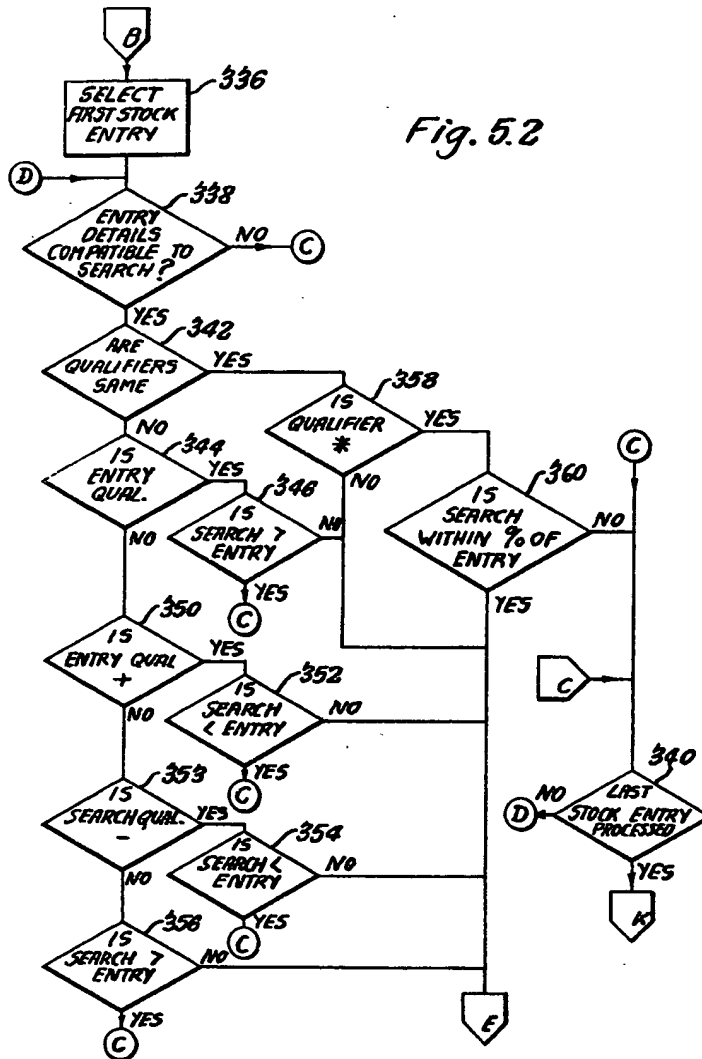 B
336
SELECT
FIRST STOCK
ENTRY
Fig. 5.2
D
338
ENTRY
DETAILS
COMPATIBLE TO
SEARCH?
NO
C
YES
342
ARE
QUALIFIERS
SAME
YES
358
IS
QUALIFIER
*
YES
NO
344
IS
ENTRY
QUAL.
YES
NO
346
IS
SEARCH >
ENTRY
NO
YES
C
NO
360
IS
SEARCH
WITHIN % OF
ENTRY
NO
YES
C
350
IS
ENTRY QUAL
+
YES
NO
352
IS
SEARCH
< ENTRY
NO
YES
C
C
340
LAST
STOCK ENTRY
PROCESSED
NO
D
YES
K
353
IS
SEARCH QUAL.
-
YES
NO
354
IS
SEARCH <
ENTRY
NO
YES
C
356
IS
SEARCH >
ENTRY
NO
YES
C
E